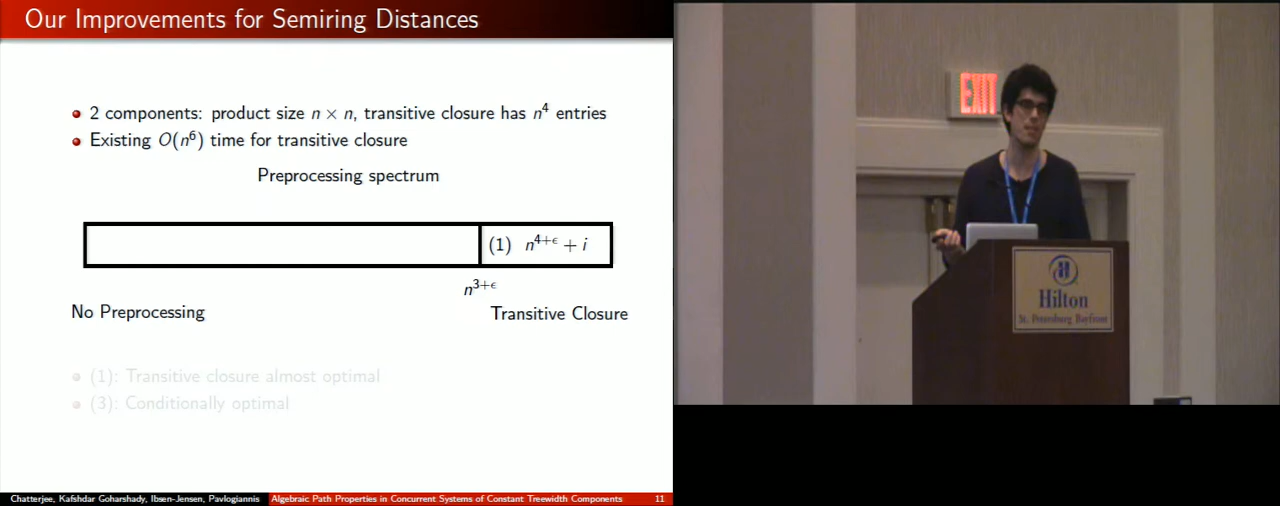 Our Improvements for Semiring Distances
2 components: product size n × n, transitive closure has n⁴ entries
Existing O(n⁶) time for transitive closure
Preprocessing spectrum
(1) n⁴⁺ᵋ + i
n³⁺ᵋ
No Preprocessing
Transitive Closure
(1): Transitive closure almost optimal
(3): Conditionally optimal
Chatterjee, Kafshdar Goharshady, Ibsen-Jensen, Pavlogiannis
Algebraic Path Properties in Concurrent Systems of Constant Treewidth Components
11
EXIT
Hilton
St. Petersburg Bayfront